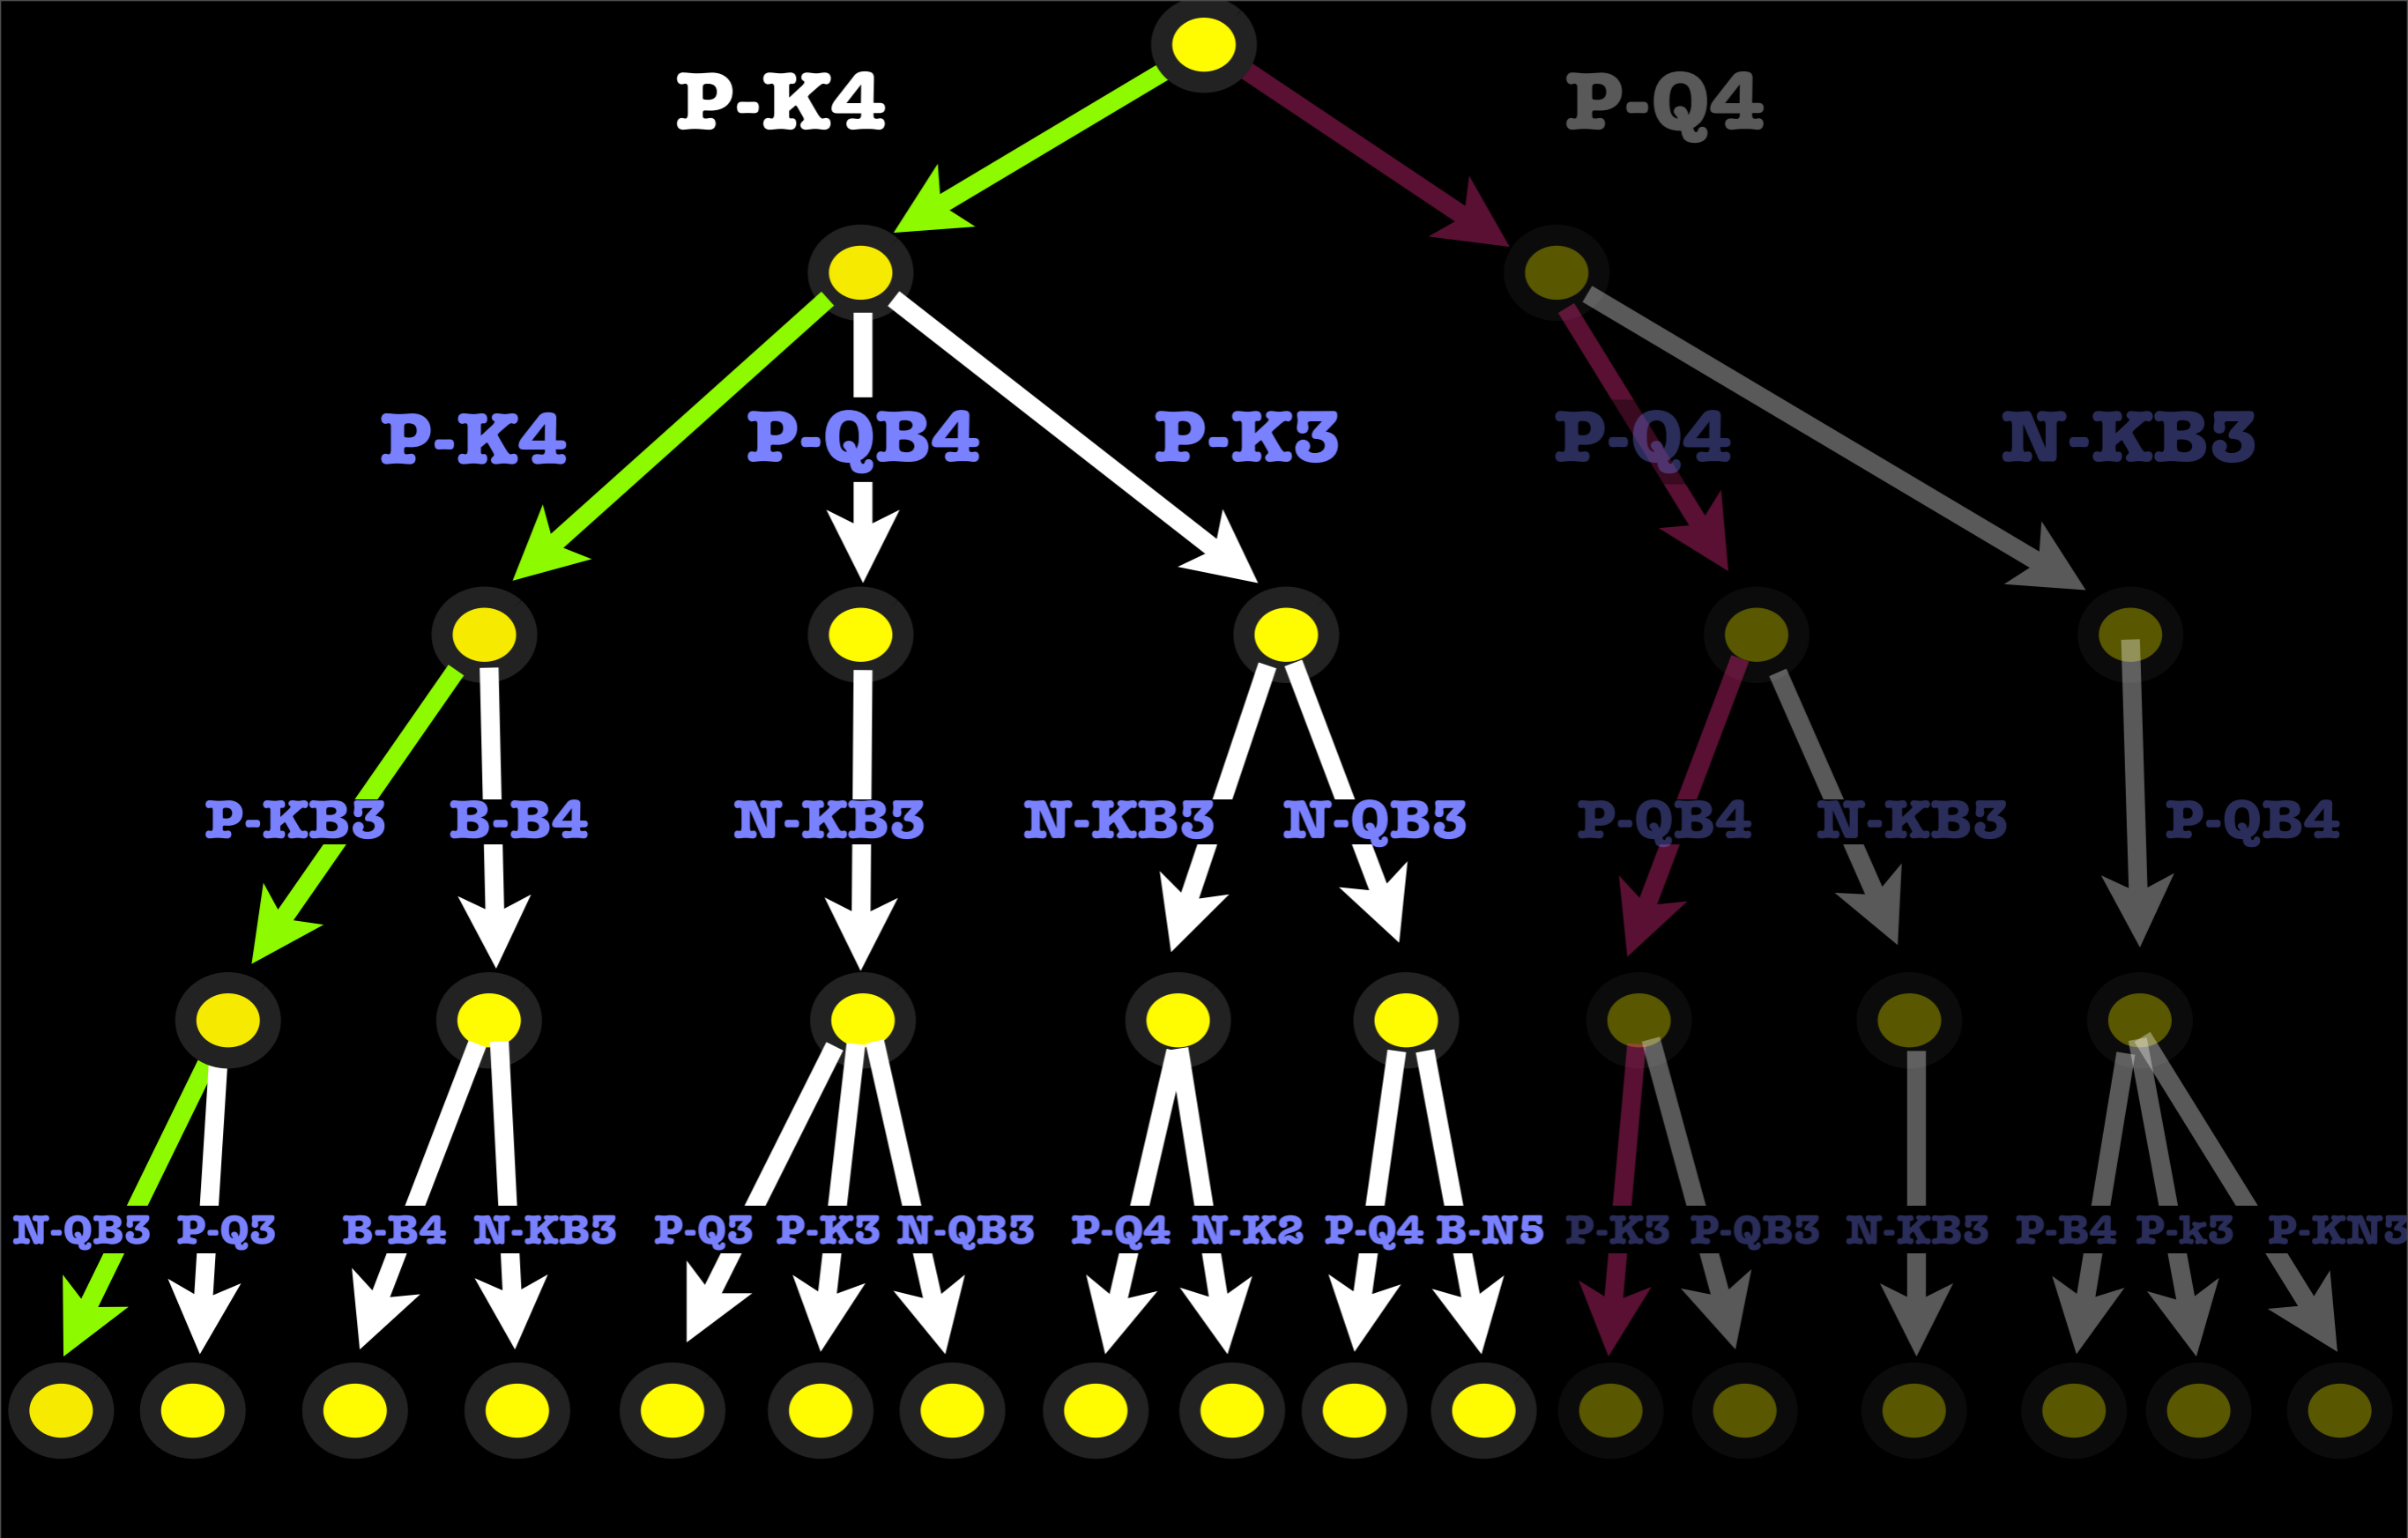 P-K4 P-Q4
P-K4 P-QB4 P-K3 P-Q4 N-KB3
P-KB3 B-B4 N-KB3 N-KB3 N-QB3 P-QB4 N-KB3 P-QB4
N-QB3 P-Q3 B-B4 N-KB3 P-Q3 P-K3 N-QB3 P-Q4 N-K2 P-Q4 B-N5 P-K3 P-QB3 N-KB3 P-B4 P-k3 P-KN3